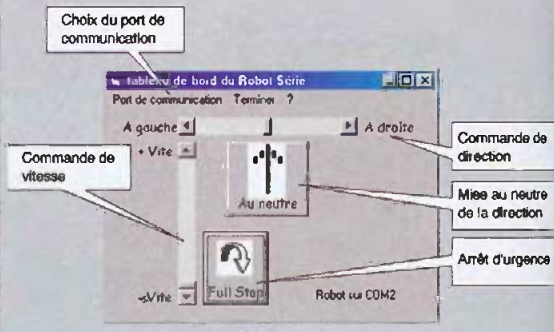 Choix du port de
communication
tableau de bord du Robot Série
Port de communication Terminer ?
A gauche A droite
+ Vite
Commande de
vitesse
Commande de
direction
Au neutre
Mise au neutre
de la direction
Arrêt d'urgence
-sVite
Full Stop
Robot sur COM2